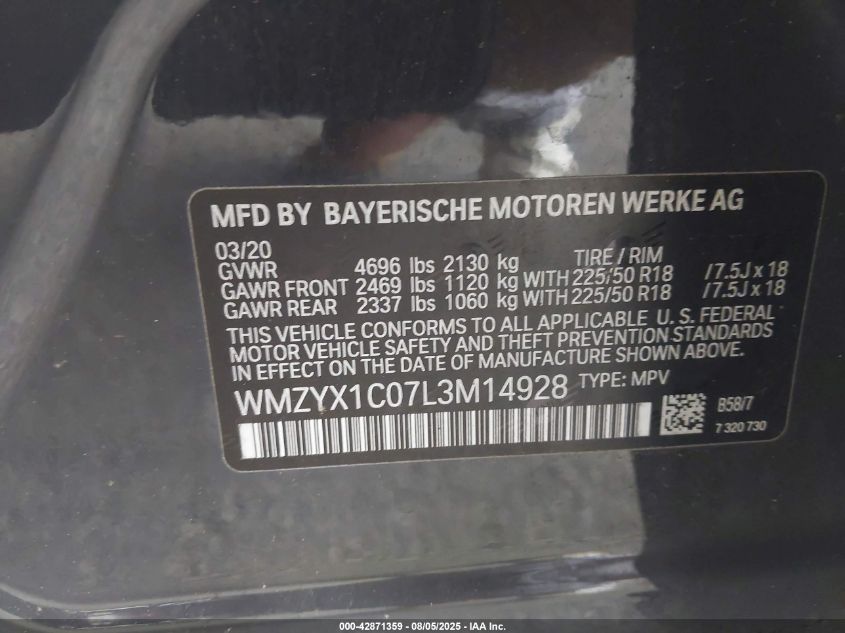 MFD BY BAYERISCHE MOTOREN WERKE AG
03/20 TIRE / RIM
GVWR 4696 lbs 2130 kg
GAWR FRONT 2469 lbs 1120 kg WITH 225/50 R18 /7.5J x 18
GAWR REAR 2337 lbs 1060 kg WITH 225/50 R18 /7.5J x 18
THIS VEHICLE CONFORMS TO ALL APPLICABLE U. S. FEDERAL
MOTOR VEHICLE SAFETY AND THEFT PREVENTION STANDARDS
IN EFFECT ON THE DATE OF MANUFACTURE SHOWN ABOVE.
WMZYX1C07L3M14928 TYPE: MPV
B58/7
7 320 730
000-42871359 - 08/05/2025 - IAA Inc.